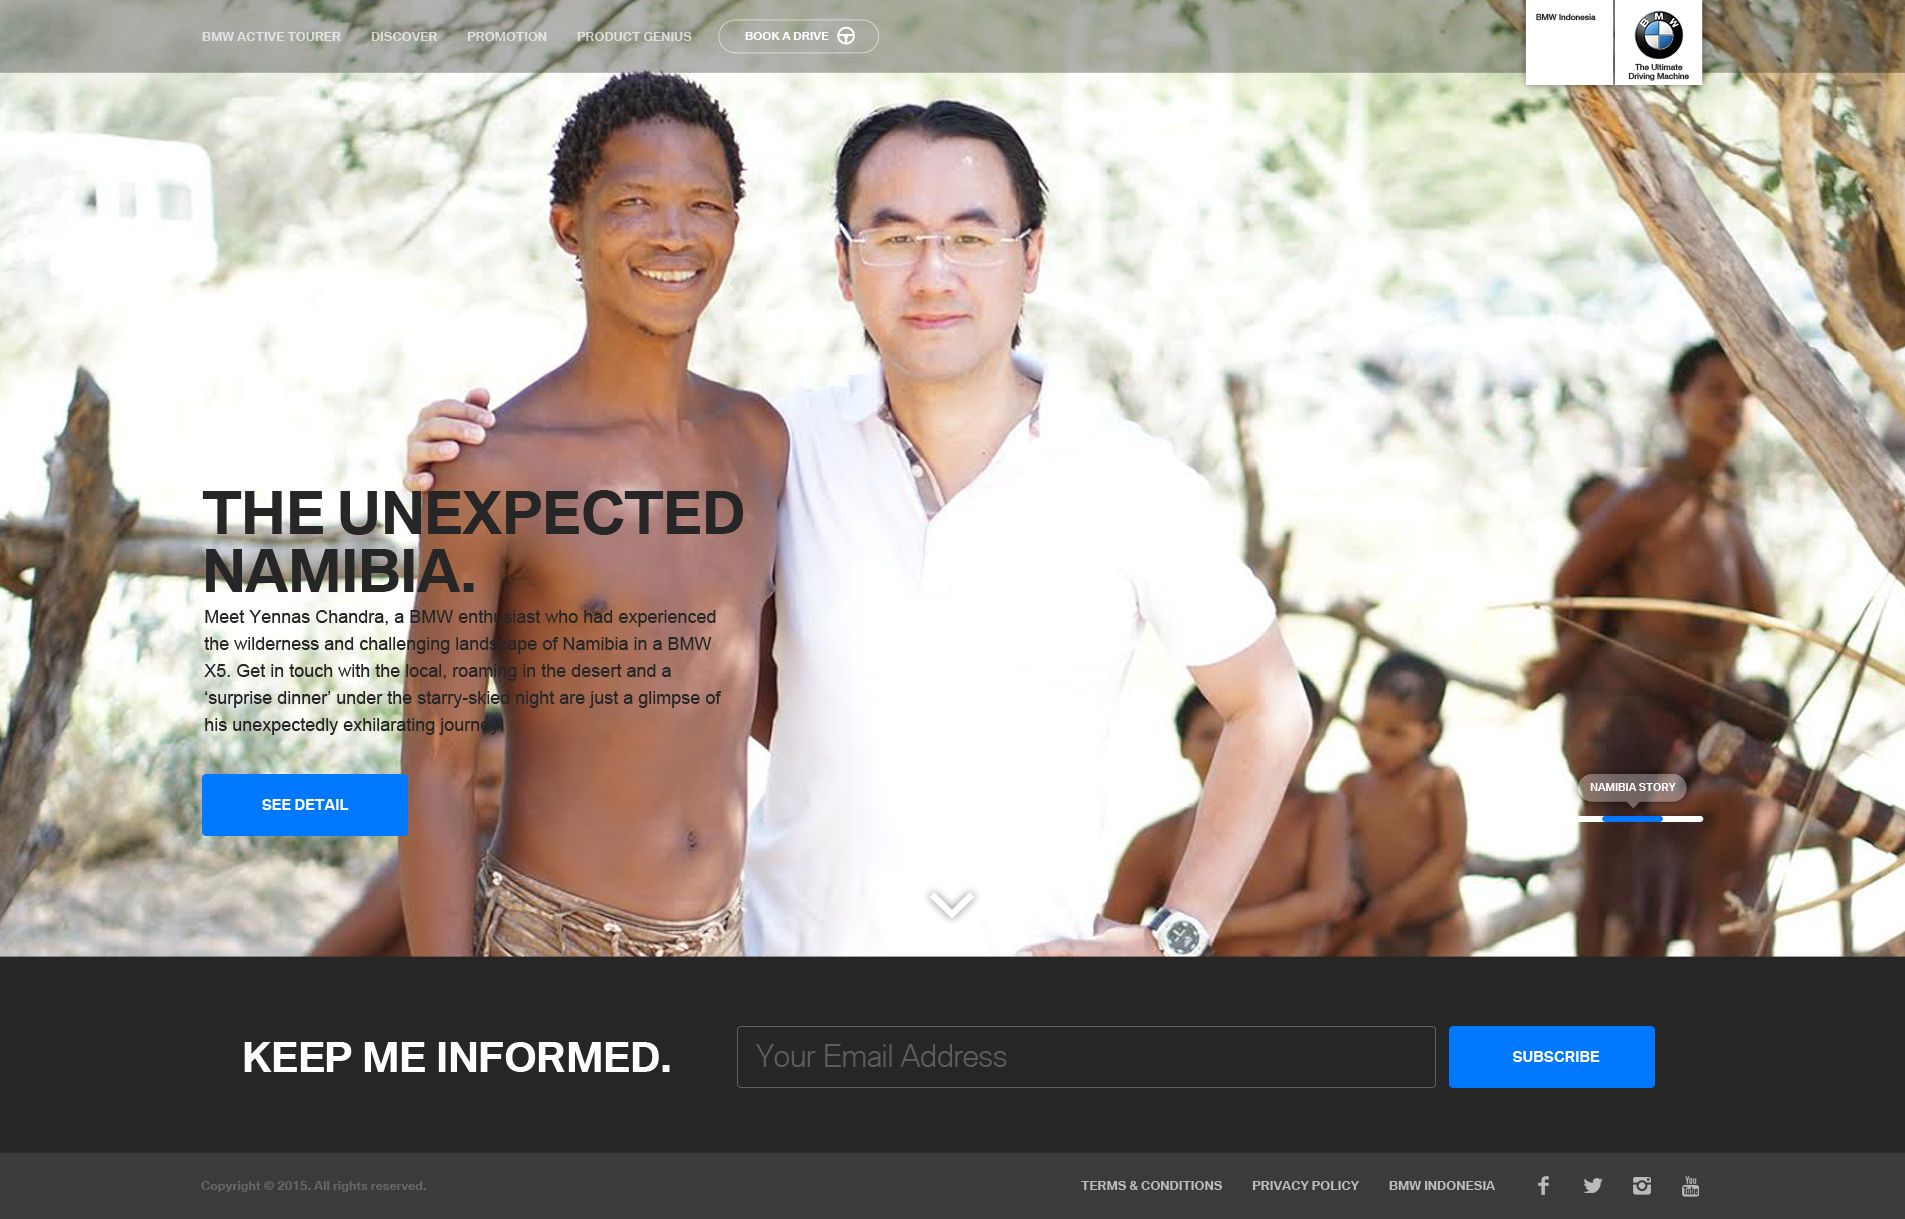 BMW ACTIVE TOURER DISCOVER PROMOTION PRODUCT GENIUS BOOK A DRIVE
BMW Indonesia
BMW
The Ultimate
Driving Machine
THE UNEXPECTED
NAMIBIA.
Meet Yennas Chandra, a BMW enthusiast who had experienced
the wilderness and challenging landscape of Namibia in a BMW
X5. Get in touch with the local, roaming in the desert and a
‘surprise dinner’ under the starry-skied night are just a glimpse of
his unexpectedly exhilarating journey.
SEE DETAIL
NAMIBIA STORY
KEEP ME INFORMED.
Your Email Address
SUBSCRIBE
Copyright © 2015. All rights reserved.
TERMS & CONDITIONS PRIVACY POLICY BMW INDONESIA
You
Tube